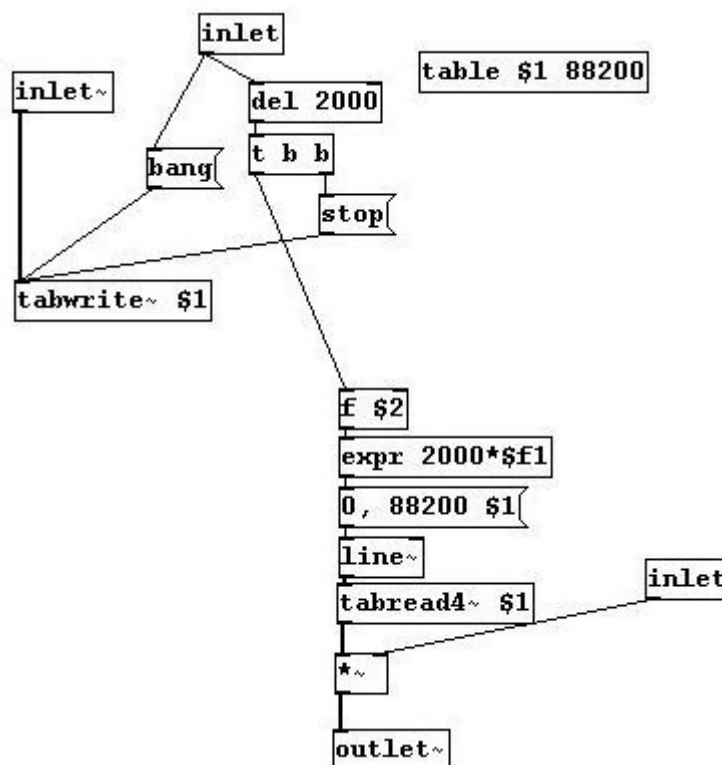 inlet
table $1 88200
inlet~
del 2000
t b b
bang
stop
tabwrite~ $1
f $2
expr 2000*$f1
0, 88200 $1
line~
inlet
tabread4~ $1
*~
outlet~